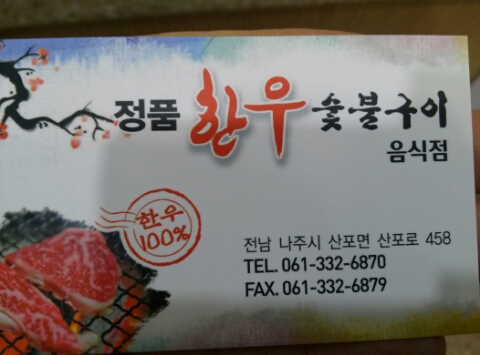 정품 한우 숯불구이
음식점
한우
100%
전남 나주시 산포면 산포로 458
TEL. 061-332-6870
FAX. 061-332-6879